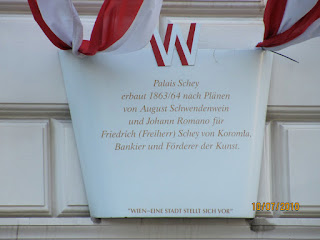 W
Palais Schey
erbaut 1863/64 nach Plänen
von August Schwendenwein
und Johann Romano für
Friedrich (Freiherr) Schey von Koromla,
Bankier und Förderer der Kunst.
"WIEN–EINE STADT STELLT SICH VOR"